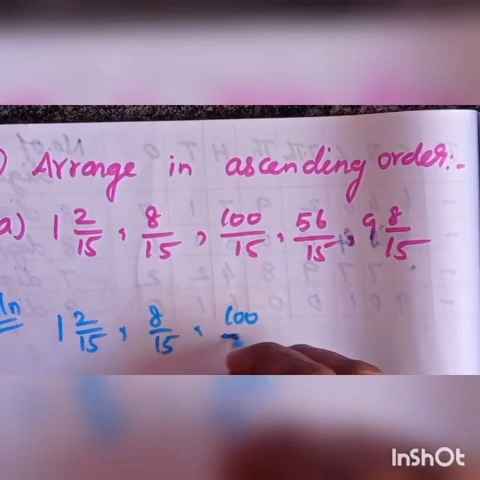 ) Arrange in ascending order:-
a) 1 2/15, 8/15, 100/15, 56/15, 9 8/15
ln 1 2/15, 8/15, 100
InShOt